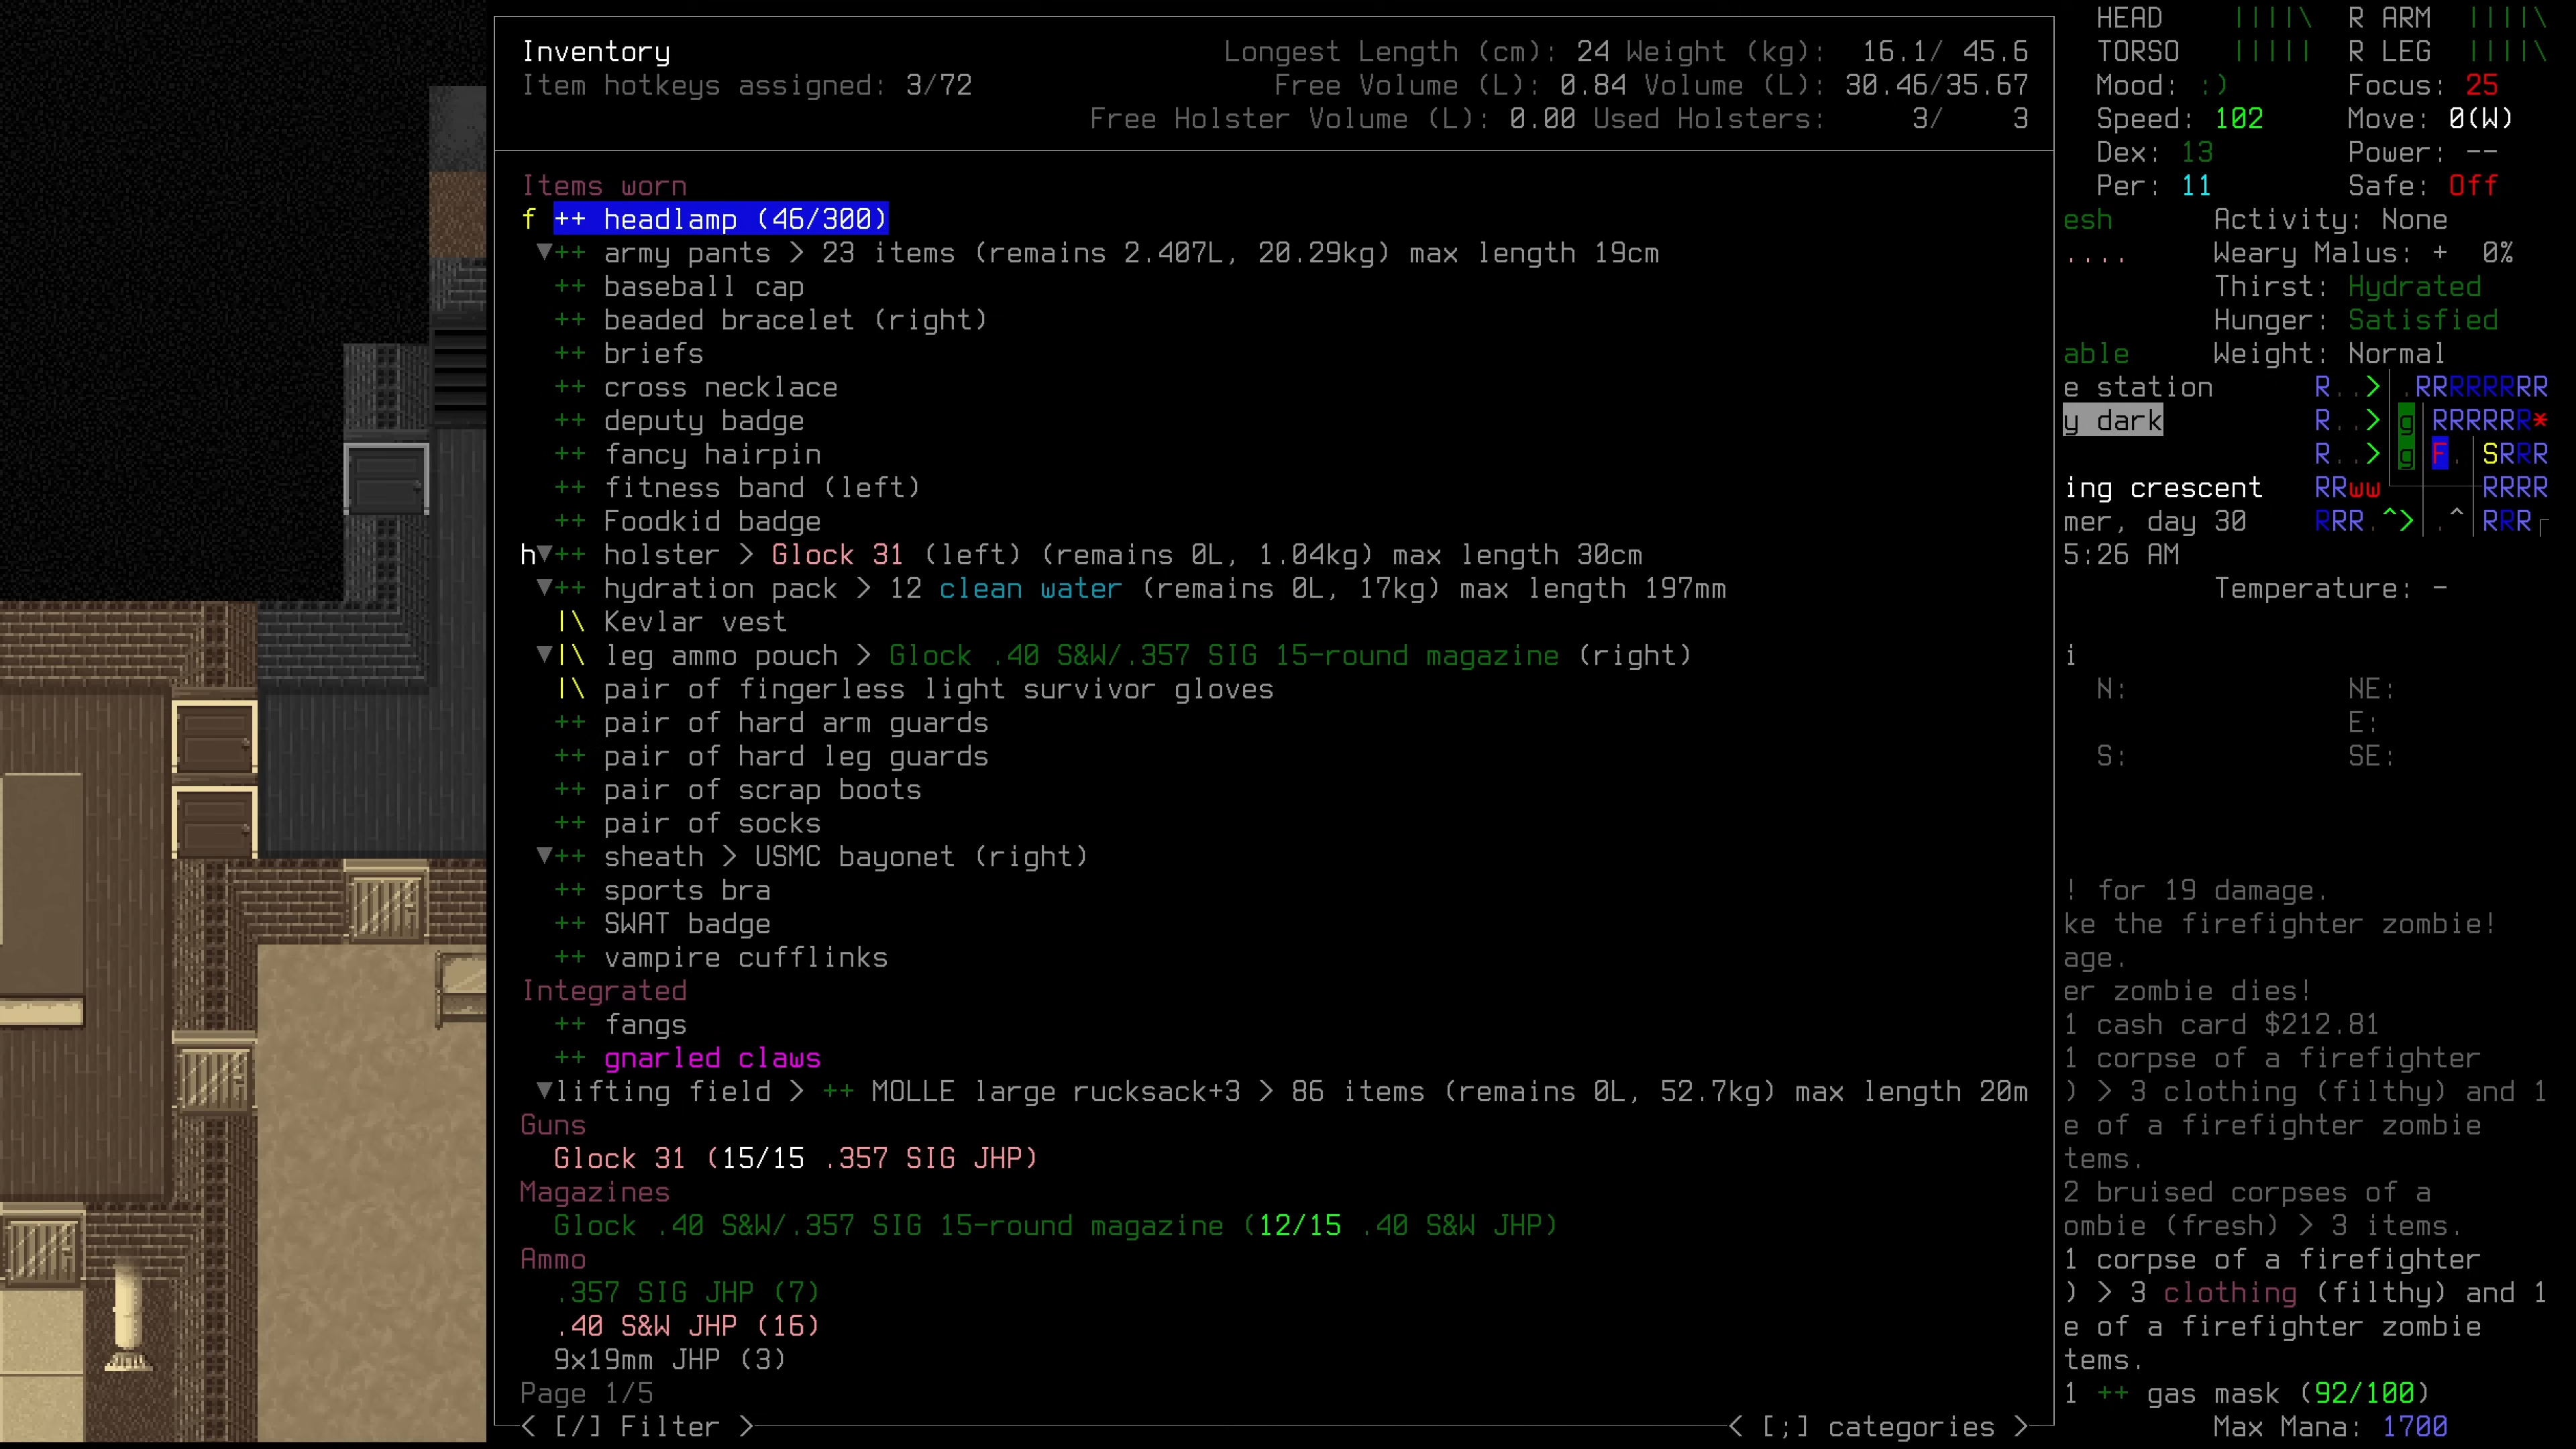 Inventory
Longest Length (cm): 24 Weight (kg): 16.1/ 45.6
Item hotkeys assigned: 3/72
Free Volume (L): 0.84 Volume (L): 30.46/35.67
Free Holster Volume (L): 0.00 Used Holsters: 3/ 3
Items worn
f ++ headlamp (46/300)
▼++ army pants > 23 items (remains 2.407L, 20.29kg) max length 19cm
++ baseball cap
++ beaded bracelet (right)
++ briefs
++ cross necklace
++ deputy badge
++ fancy hairpin
++ fitness band (left)
++ Foodkid badge
h▼++ holster > Glock 31 (left) (remains 0L, 1.04kg) max length 30cm
▼++ hydration pack > 12 clean water (remains 0L, 17kg) max length 197mm
|\ Kevlar vest
▼|\ leg ammo pouch > Glock .40 S&W/.357 SIG 15-round magazine (right)
|\ pair of fingerless light survivor gloves
++ pair of hard arm guards
++ pair of hard leg guards
++ pair of scrap boots
++ pair of socks
▼++ sheath > USMC bayonet (right)
++ sports bra
++ SWAT badge
++ vampire cufflinks
Integrated
++ fangs
++ gnarled claws
▼lifting field > ++ MOLLE large rucksack+3 > 86 items (remains 0L, 52.7kg) max length 20m
Guns
Glock 31 (15/15 .357 SIG JHP)
Magazines
Glock .40 S&W/.357 SIG 15-round magazine (12/15 .40 S&W JHP)
Ammo
.357 SIG JHP (7)
.40 S&W JHP (16)
9x19mm JHP (3)
Page 1/5
< [/] Filter >
< [;] categories >
HEAD ||||\ R ARM ||||\
TORSO ||||| R LEG ||||\
Mood: :) Focus: 25
Speed: 102 Move: 0(W)
Dex: 13 Power: --
Per: 11 Safe: Off
esh Activity: None
.... Weary Malus: + 0%
Thirst: Hydrated
Hunger: Satisfied
able Weight: Normal
e station R..> .RRRRRRRR
y dark R..> g RRRRRR*
R..> g F. SRRR
ing crescent RRww RRRR
mer, day 30 RRR.^> .^ RRR
5:26 AM
Temperature: -
i
N: NE:
E:
S: SE:
! for 19 damage.
ke the firefighter zombie!
age.
er zombie dies!
1 cash card $212.81
1 corpse of a firefighter
) > 3 clothing (filthy) and 1
e of a firefighter zombie
tems.
2 bruised corpses of a
ombie (fresh) > 3 items.
1 corpse of a firefighter
) > 3 clothing (filthy) and 1
e of a firefighter zombie
tems.
1 ++ gas mask (92/100)
Max Mana: 1700